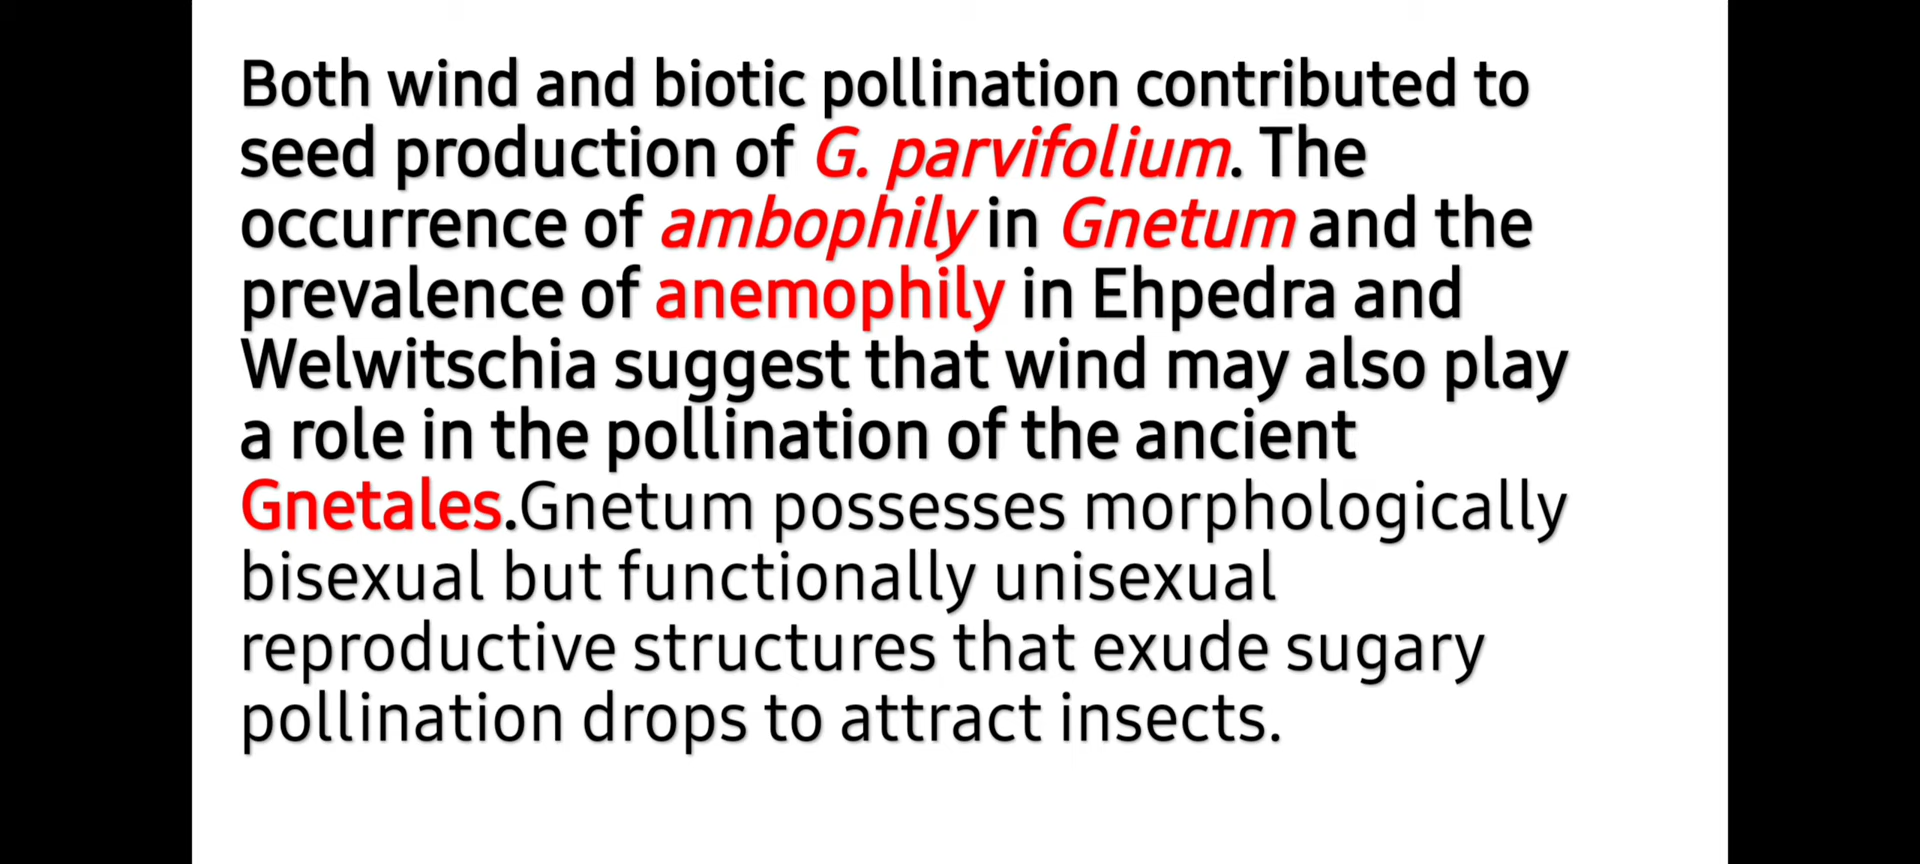 Both wind and biotic pollination contributed to
seed production of G. parvifolium. The
occurrence of ambophily in Gnetum and the
prevalence of anemophily in Ehpedra and
Welwitschia suggest that wind may also play
a role in the pollination of the ancient
Gnetales.Gnetum possesses morphologically
bisexual but functionally unisexual
reproductive structures that exude sugary
pollination drops to attract insects.